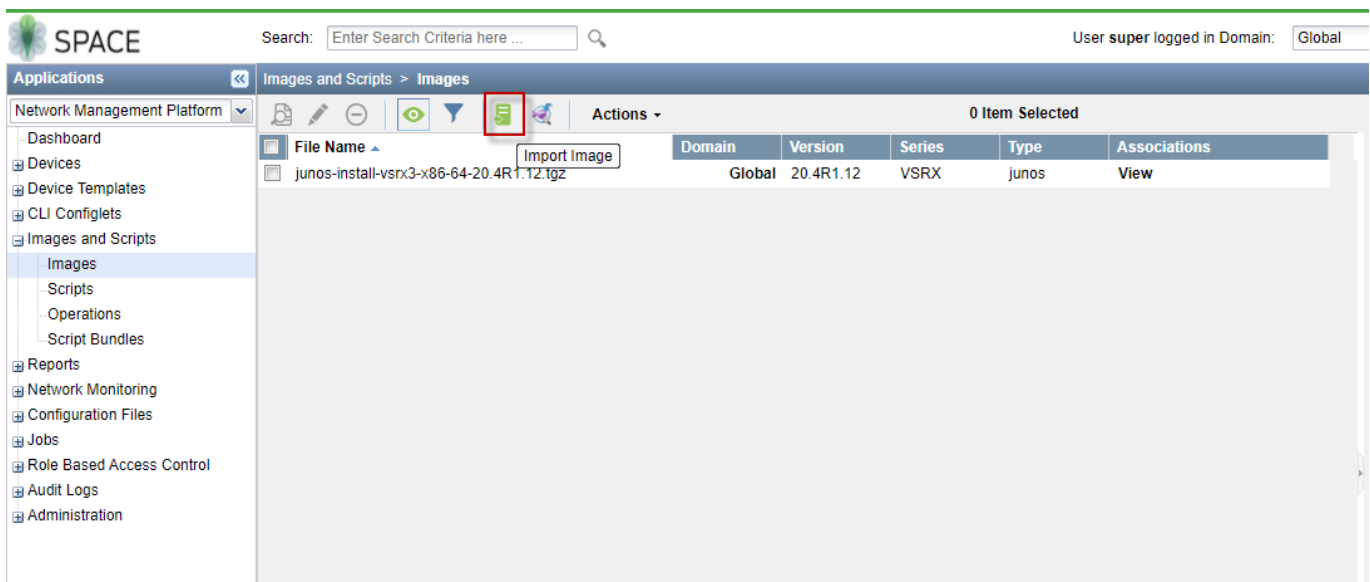 SPACE
Search: Enter Search Criteria here ...
User super logged in Domain: Global
Applications
Images and Scripts > Images
Network Management Platform
Actions
0 Item Selected
Dashboard
Devices
Device Templates
CLI Configlets
Images and Scripts
Images
Scripts
Operations
Script Bundles
Reports
Network Monitoring
Configuration Files
Jobs
Role Based Access Control
Audit Logs
Administration
File Name Domain Version Series Type Associations
Import Image
junos-install-vsrx3-x86-64-20.4R1.12.tgz Global 20.4R1.12 VSRX junos View